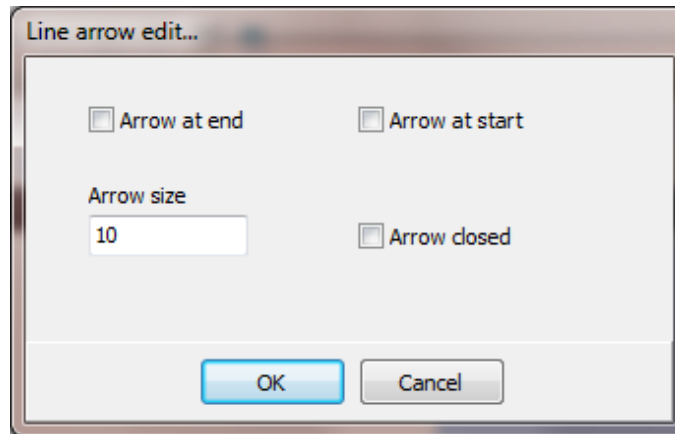 Line arrow edit...
Arrow at end
Arrow at start
Arrow size
10
Arrow closed
OK
Cancel